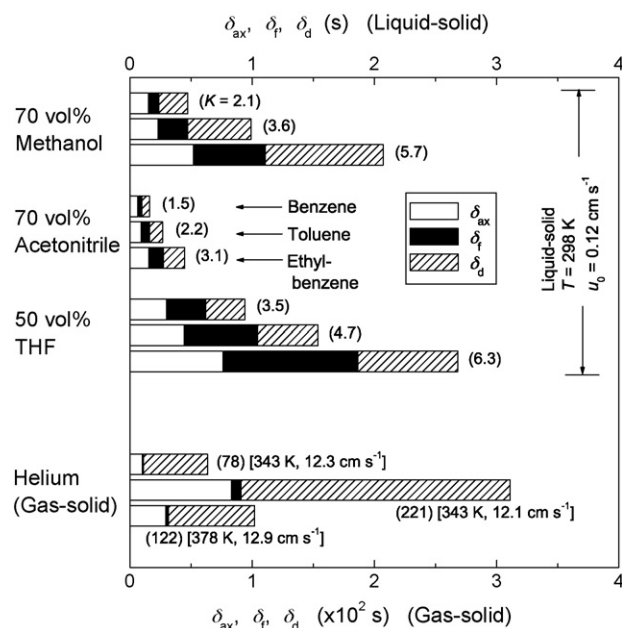 δax, δf, δd (s) (Liquid-solid)
0 1 2 3 4
70 vol%
Methanol
(K = 2.1)
(3.6)
(5.7)
70 vol%
Acetonitrile
(1.5) Benzene
(2.2) Toluene
(3.1) Ethyl-
benzene
δax
δf
δd
Liquid-solid
T = 298 K
u0 = 0.12 cm s⁻¹
50 vol%
THF
(3.5)
(4.7)
(6.3)
Helium
(Gas-solid)
(78) [343 K, 12.3 cm s⁻¹]
(221) [343 K, 12.1 cm s⁻¹]
(122) [378 K, 12.9 cm s⁻¹]
0 1 2 3 4
δax, δf, δd (x10² s) (Gas-solid)